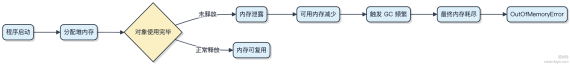 程序启动
分配堆内存
对象使用完毕
未释放
内存泄露
可用内存减少
触发 GC 频繁
最终内存耗尽
OutOfMemoryError
正常释放
内存可复用